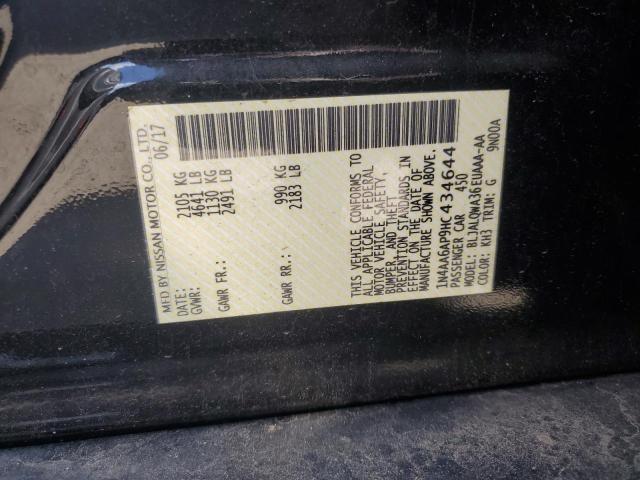 MFD BY NISSAN MOTOR CO., LTD.
DATE: 06/17
GVWR: 2105 KG
4641 LB
GAWR FR.: 1130 KG
2491 LB
GAWR RR.: 990 KG
2183 LB
THIS VEHICLE CONFORMS TO
ALL APPLICABLE FEDERAL
MOTOR VEHICLE SAFETY,
BUMPER, AND THEFT
PREVENTION STANDARDS IN
EFFECT ON THE DATE OF
MANUFACTURE SHOWN ABOVE.
1N4AA6AP9HC434644
PASSENGER CAR 450
MODEL: BLJALQWA36EUAAA-AA
COLOR: KH3 TRIM: G 9N00A